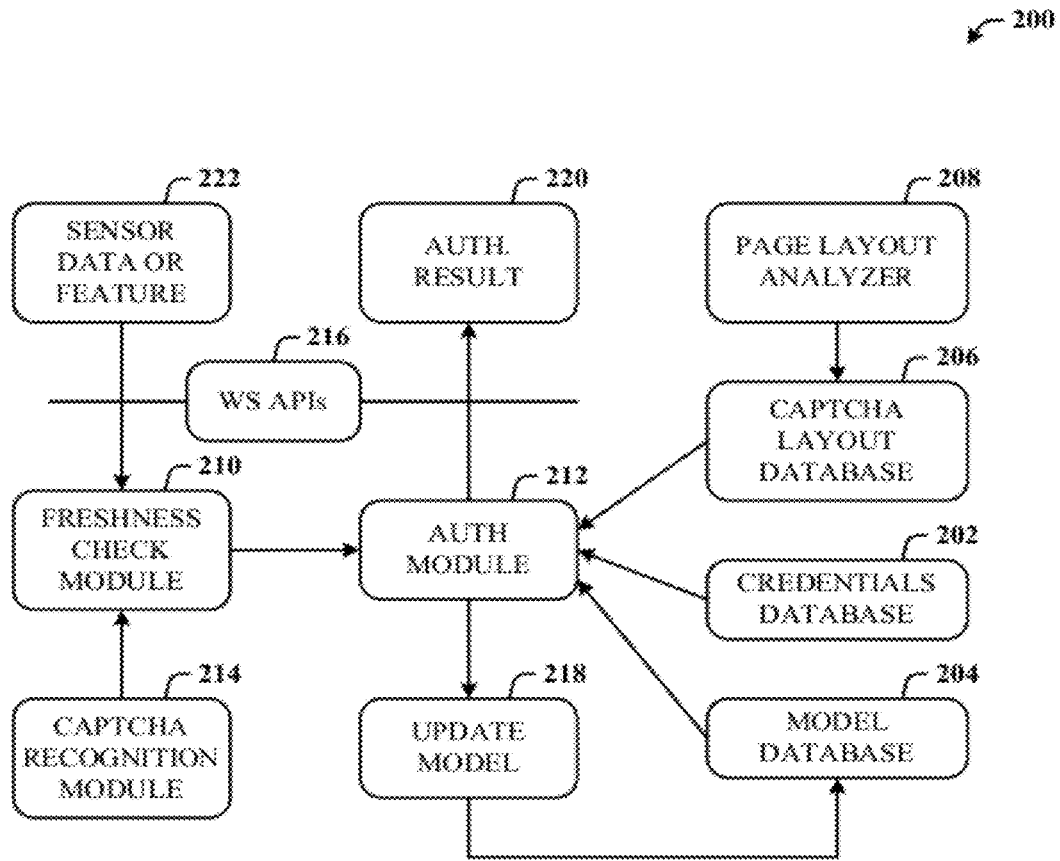 200
222
SENSOR
DATA OR
FEATURE
220
AUTH.
RESULT
208
PAGE LAYOUT
ANALYZER
216
WS APIs
206
CAPTCHA
LAYOUT
DATABASE
210
FRESHNESS
CHECK
MODULE
212
AUTH
MODULE
202
CREDENTIALS
DATABASE
214
CAPTCHA
RECOGNITION
MODULE
218
UPDATE
MODEL
204
MODEL
DATABASE